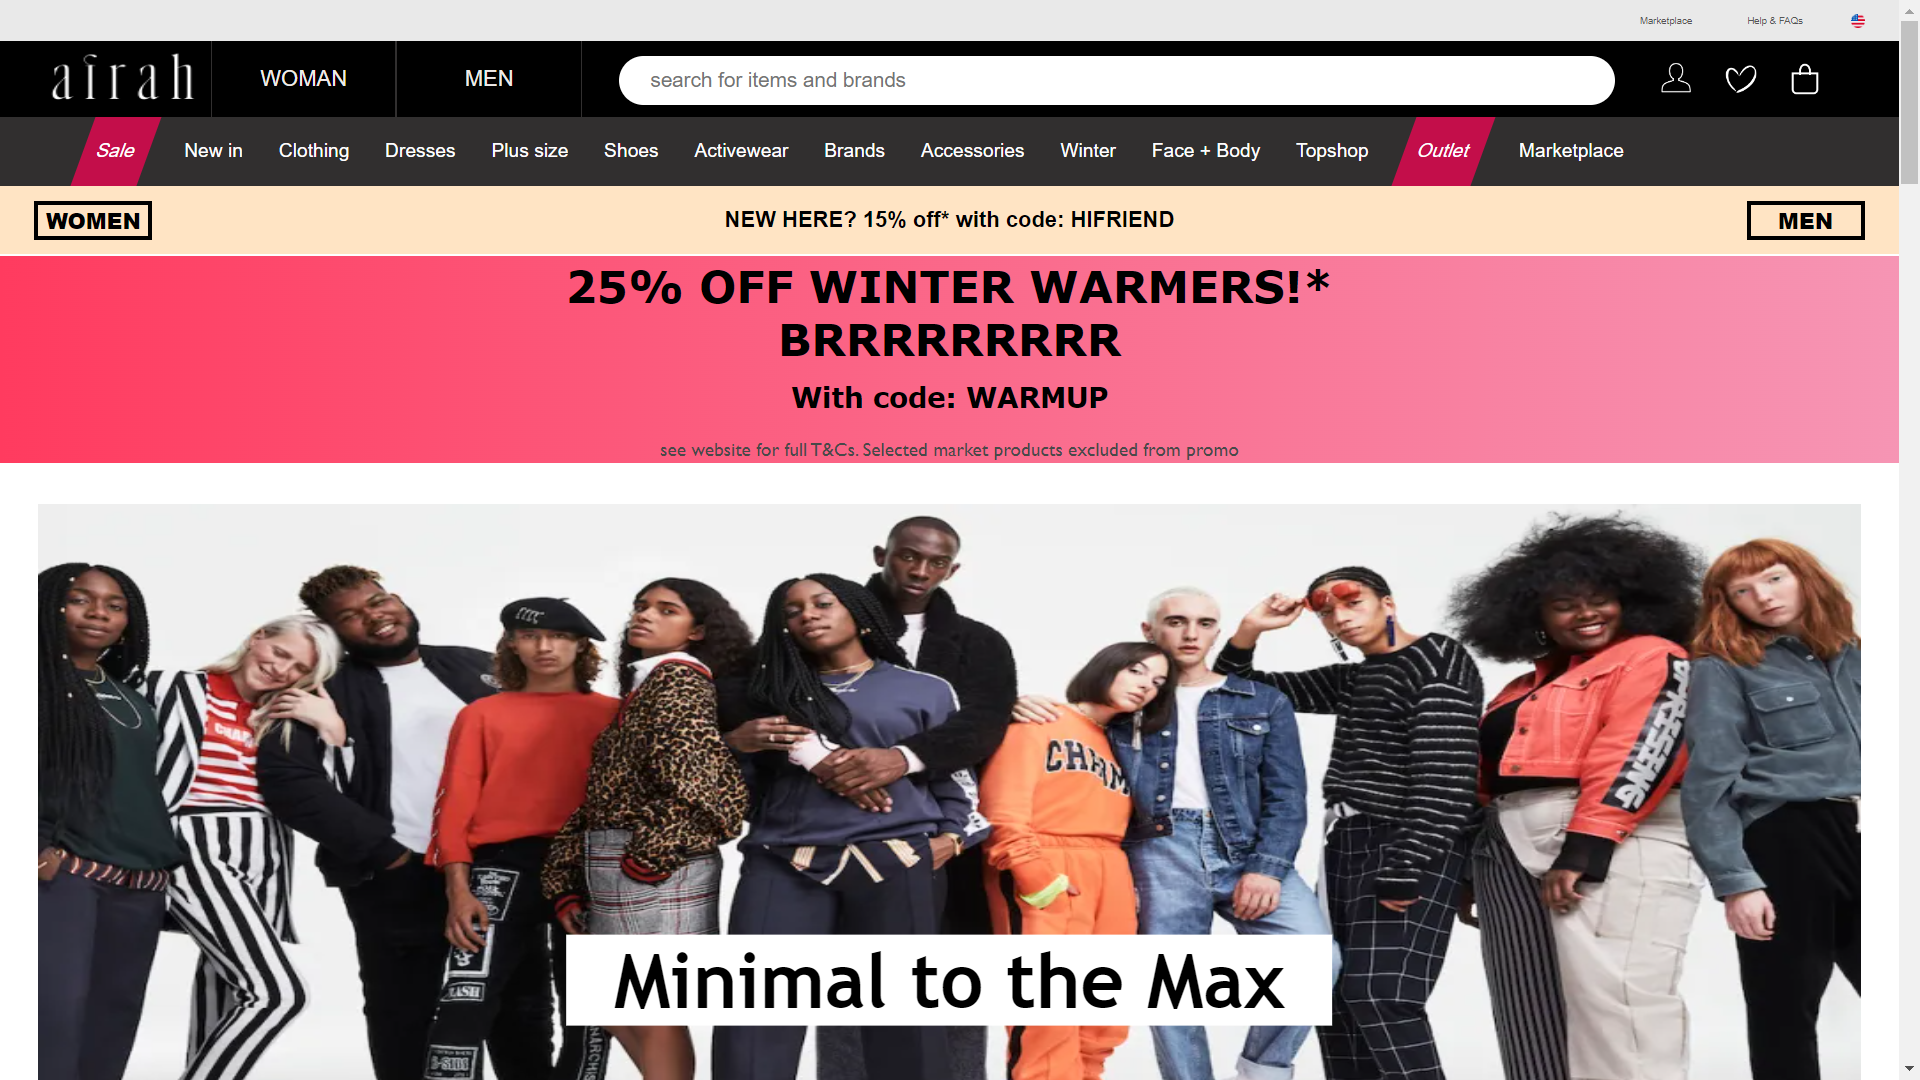 Marketplace Help & FAQs
afrah WOMAN MEN search for items and brands
Sale New in Clothing Dresses Plus size Shoes Activewear Brands Accessories Winter Face + Body Topshop Outlet Marketplace
WOMEN NEW HERE? 15% off* with code: HIFRIEND MEN
25% OFF WINTER WARMERS!*
BRRRRRRRRR
With code: WARMUP
see website for full T&Cs. Selected market products excluded from promo
Minimal to the Max